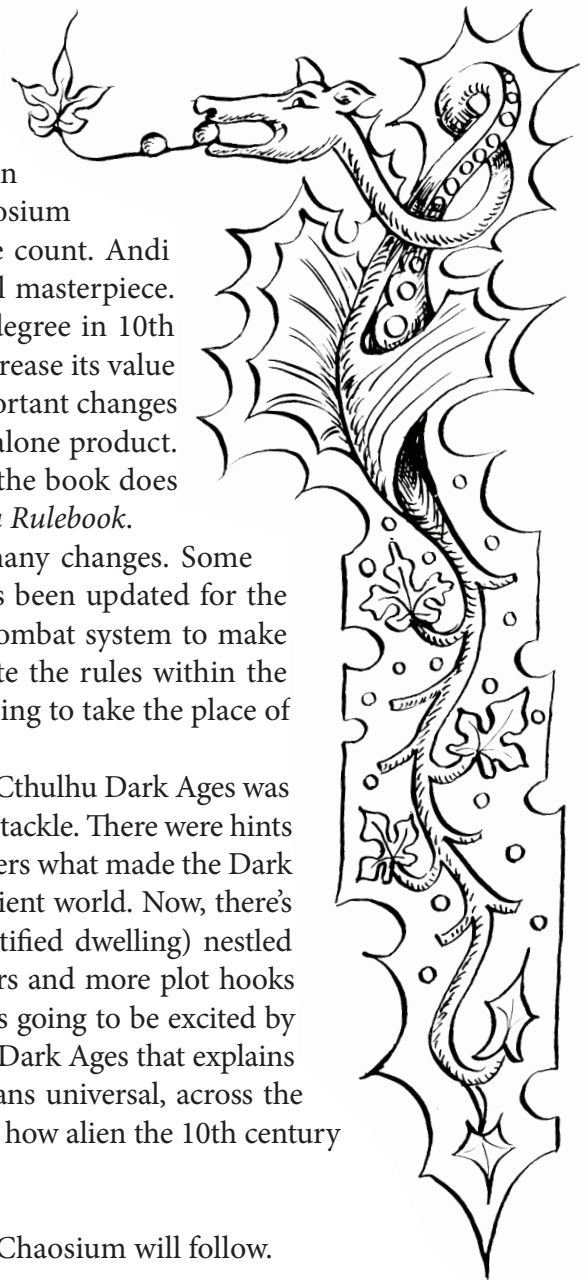 n
osium
e count. Andi
l masterpiece.
degree in 10th
rease its value
ortant changes
alone product.
the book does
a Rulebook.
nany changes. Some
s been updated for the
ombat system to make
te the rules within the
ing to take the place of
Cthulhu Dark Ages was
tackle. There were hints
ers what made the Dark
ient world. Now, there’s
tified dwelling) nestled
rs and more plot hooks
s going to be excited by
Dark Ages that explains
ans universal, across the
how alien the 10th century
Chaosium will follow.